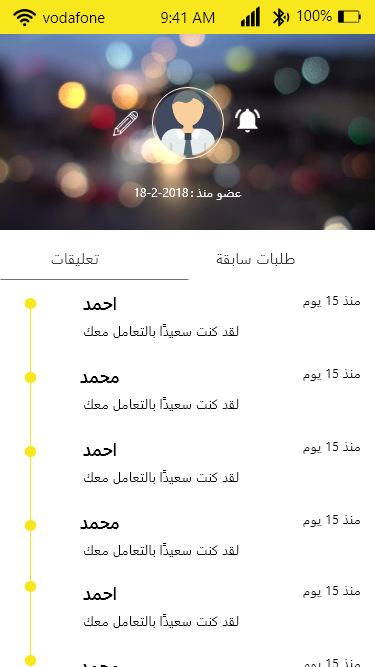 vodafone 9:41 AM 100%
عضو منذ : 2018-2-18
طلبات سابقة
تعليقات
احمد
منذ 15 يوم
لقد كنت سعيدًا بالتعامل معك
محمد
منذ 15 يوم
لقد كنت سعيدًا بالتعامل معك
احمد
منذ 15 يوم
لقد كنت سعيدًا بالتعامل معك
محمد
منذ 15 يوم
لقد كنت سعيدًا بالتعامل معك
احمد
منذ 15 يوم
لقد كنت سعيدًا بالتعامل معك
محمد
منذ 15 يوم